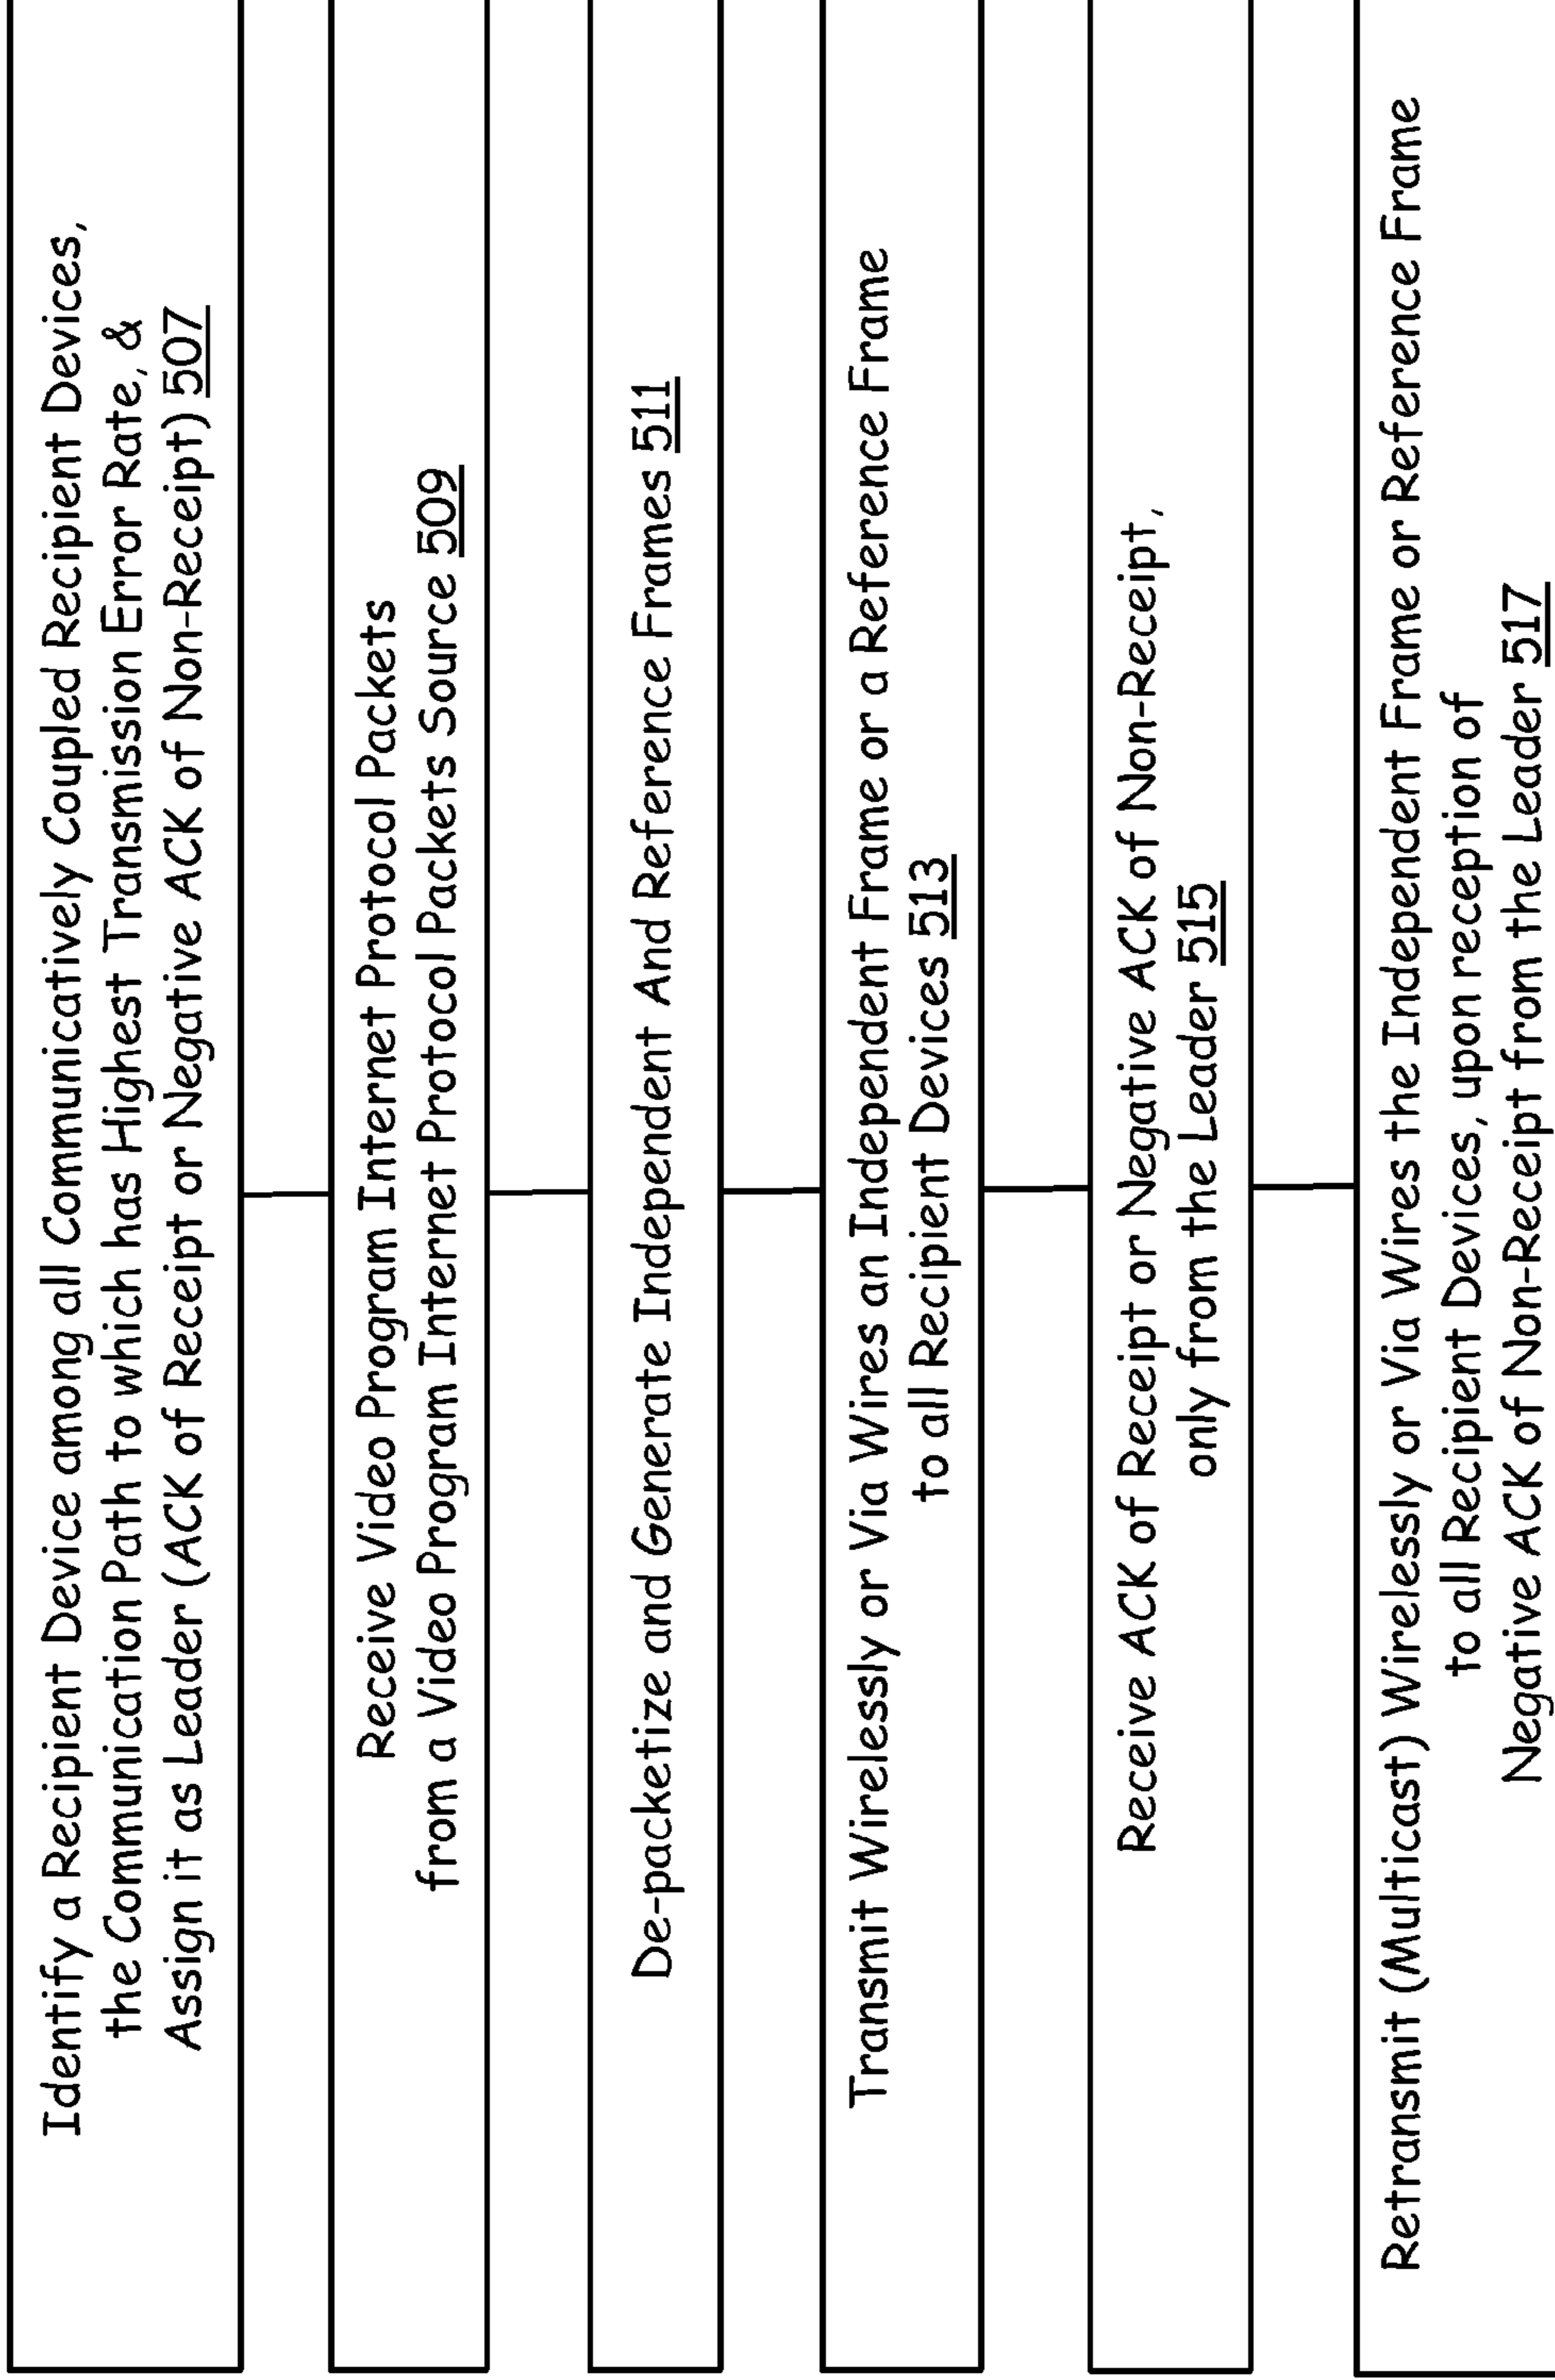 Identify a Recipient Device among all Communicatively Coupled Recipient Devices,
the Communication Path to which has Highest Transmission Error Rate, &
Assign it as Leader (ACK of Receipt or Negative ACK of Non-Receipt) 507
Receive Video Program Internet Protocol Packets
from a Video Program Internet Protocol Packets Source 509
De-packetize and Generate Independent And Reference Frames 511
Transmit Wirelessly or Via Wires an Independent Frame or a Reference Frame
to all Recipient Devices 513
Receive ACK of Receipt or Negative ACK of Non-Receipt,
only from the Leader 515
Retransmit (Multicast) Wirelessly or Via Wires the Independent Frame or Reference Frame
to all Recipient Devices, upon reception of
Negative ACK of Non-Receipt from the Leader 517